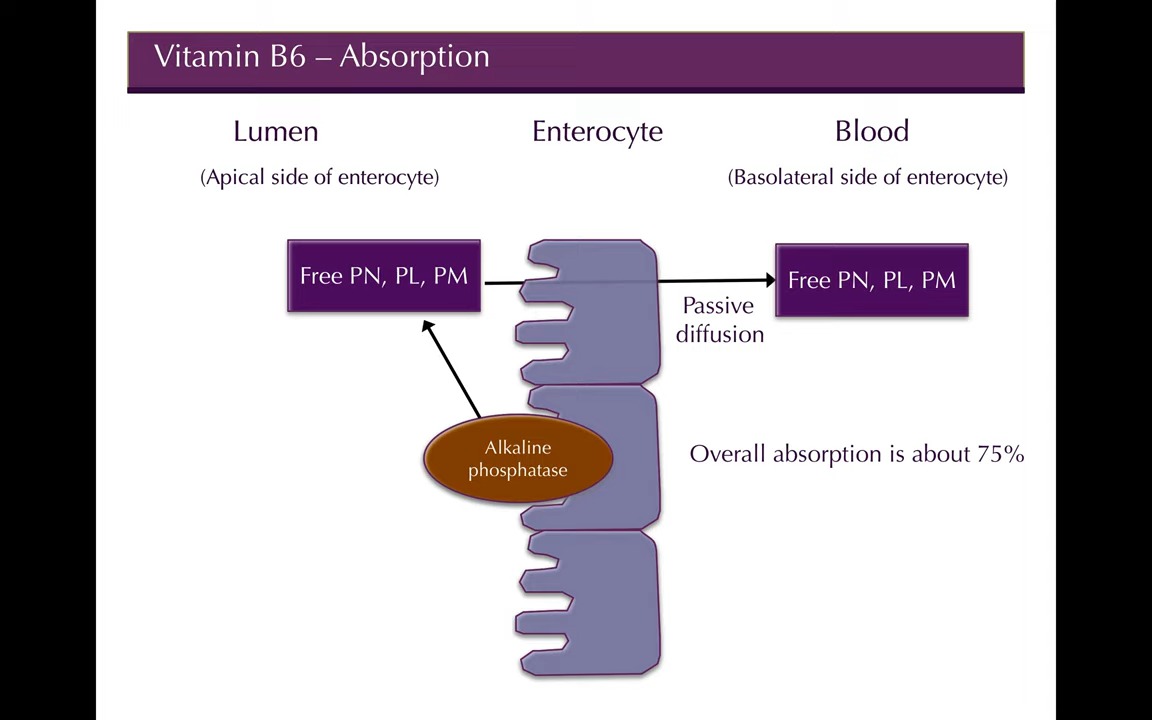 Vitamin B6 – Absorption
Lumen
Enterocyte
Blood
(Apical side of enterocyte)
(Basolateral side of enterocyte)
Free PN, PL, PM
Free PN, PL, PM
Passive
diffusion
Alkaline
phosphatase
Overall absorption is about 75%